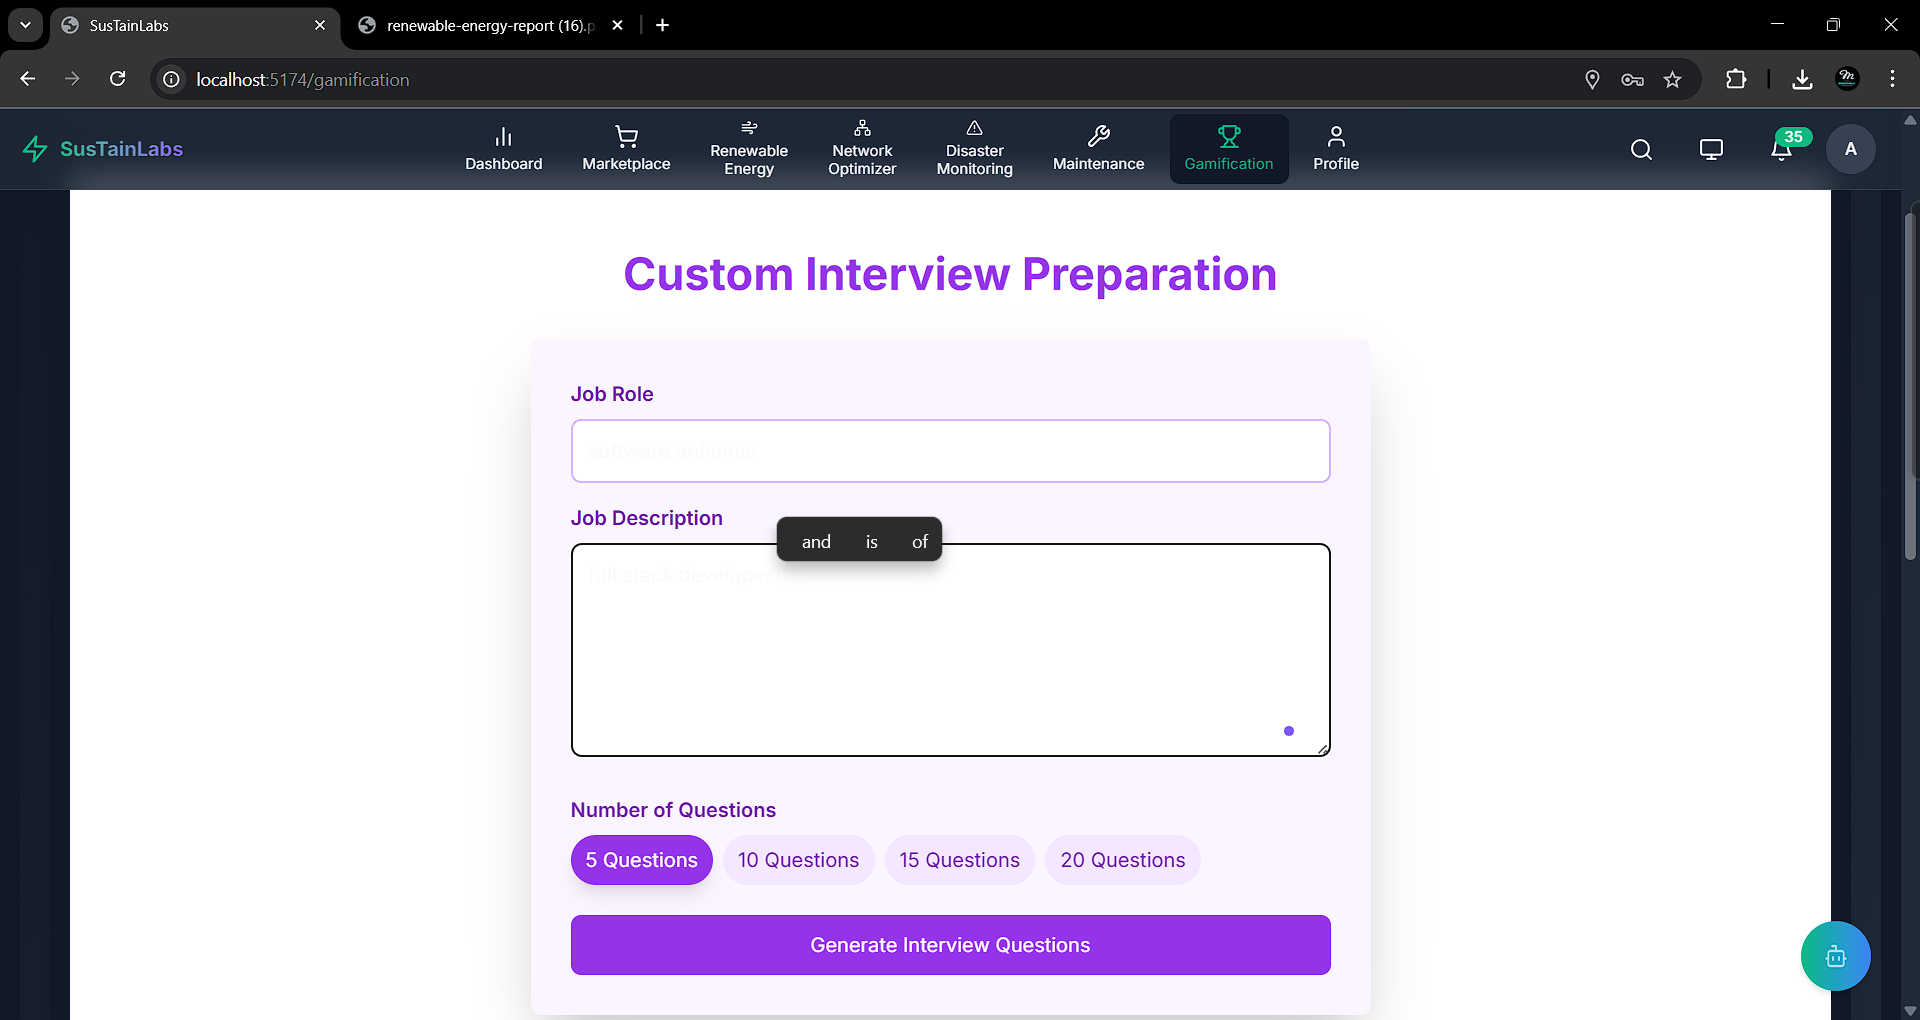 SusTainLabs
renewable-energy-report (16).p
localhost:5174/gamification
SusTainLabs
Dashboard
Marketplace
Renewable
Energy
Network
Optimizer
Disaster
Monitoring
Maintenance
Gamification
Profile
35
A
Custom Interview Preparation
Job Role
software enhinner
Job Description
and is of
full stack developer
Number of Questions
5 Questions 10 Questions 15 Questions 20 Questions
Generate Interview Questions